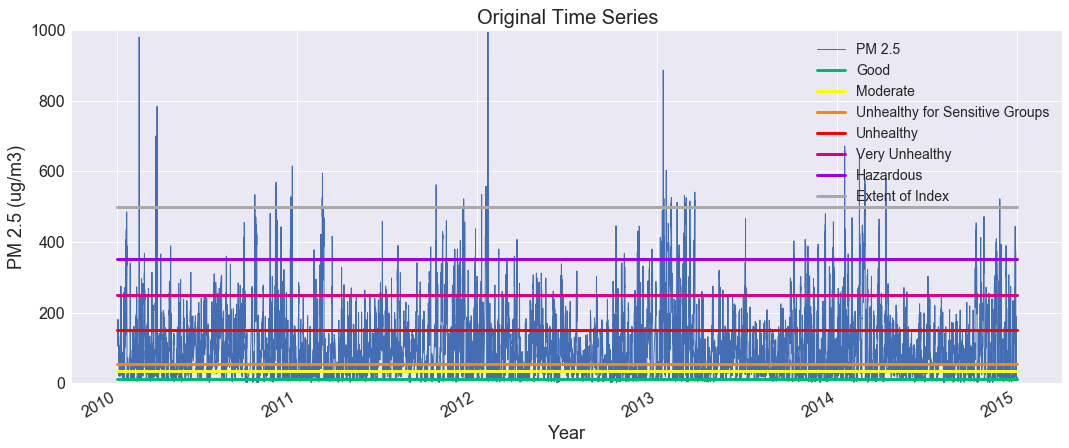 Original Time Series
PM 2.5 (ug/m3)
1000
800
600
400
200
0
PM 2.5
Good
Moderate
Unhealthy for Sensitive Groups
Unhealthy
Very Unhealthy
Hazardous
Extent of Index
2010
2011
2012
2013
2014
2015
Year